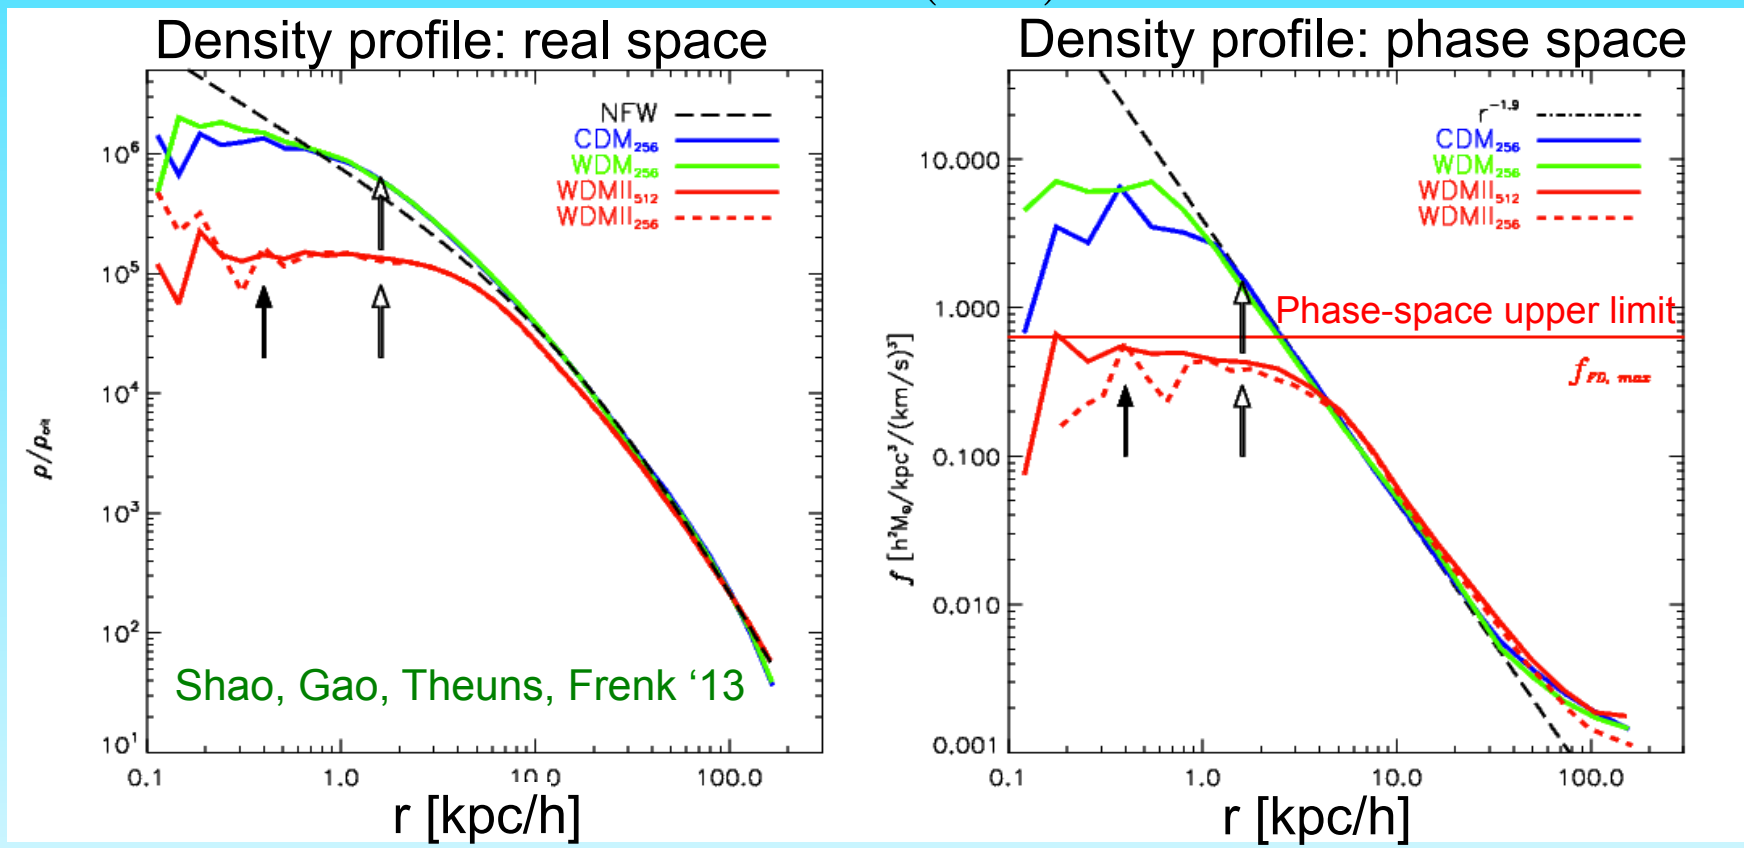 Density profile: real space
NFW
CDM256
WDM256
WDMII512
WDMII256
10^6
10^5
10^4
10^3
10^2
10^1
ρ/ρcrit
Shao, Gao, Theuns, Frenk ‘13
0.1 1.0 10.0 100.0
r [kpc/h]
Density profile: phase space
r^-1.9
CDM256
WDM256
WDMII512
WDMII256
10.000
1.000
0.100
0.010
0.001
Phase-space upper limit
fFD, max
f [h²M⊙/kpc³/(km/s)³]
0.1 1.0 10.0 100.0
r [kpc/h]